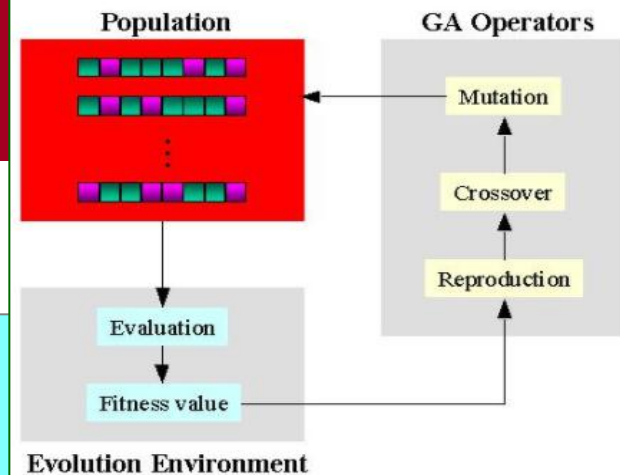 Population
GA Operators
Mutation
Crossover
Reproduction
Evaluation
Fitness value
Evolution Environment